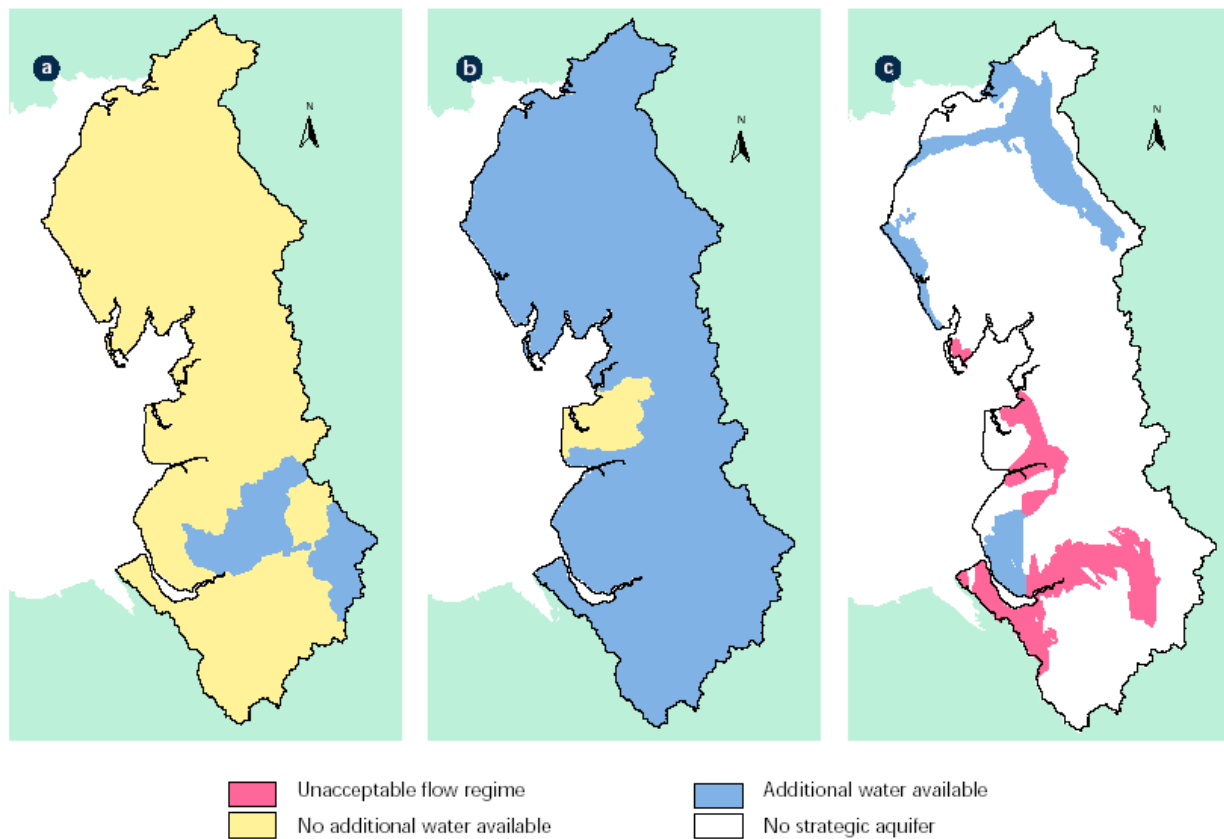 a
b
c
N
N
N
Unacceptable flow regime
Additional water available
No additional water available
No strategic aquifer